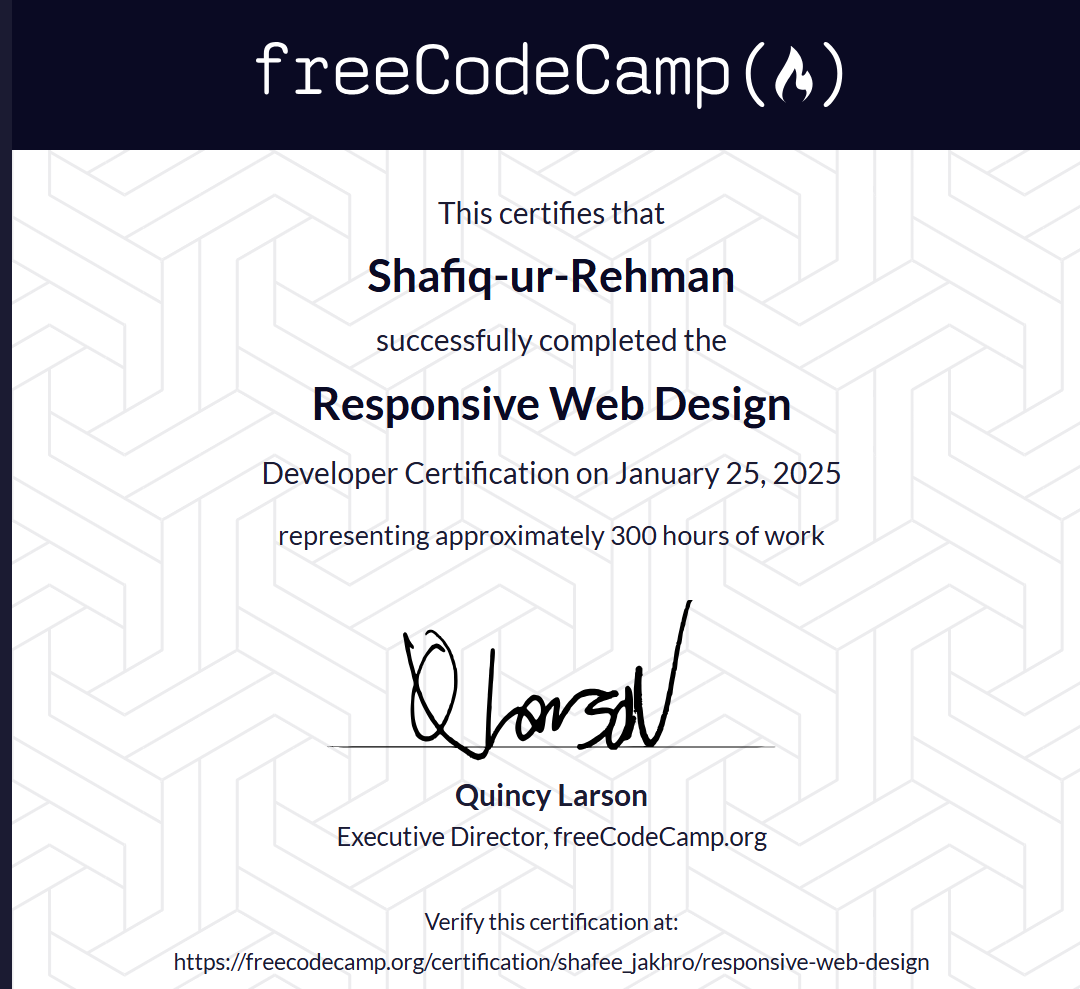 freeCodeCamp(🔥)
This certifies that
Shafiq-ur-Rehman
successfully completed the
Responsive Web Design
Developer Certification on January 25, 2025
representing approximately 300 hours of work
Q Larson
Quincy Larson
Executive Director, freeCodeCamp.org
Verify this certification at:
https://freecodecamp.org/certification/shafee_jakhro/responsive-web-design